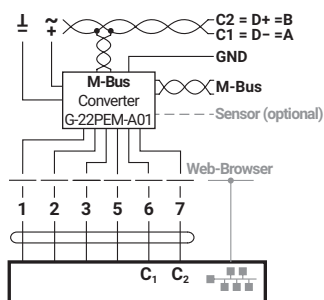 ⊥ ~
– +
C2 = D+ =B
C1 = D− =A
GND
M-Bus
Converter
G-22PEM-A01
M-Bus
Sensor (optional)
Web-Browser
1 2 3 5 6 7
C₁ C₂